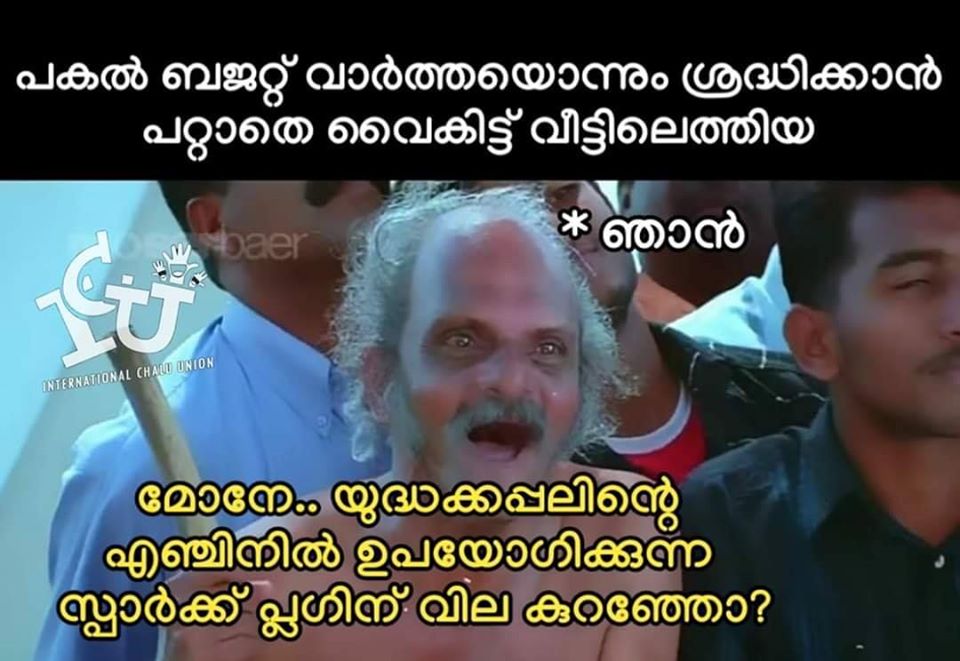 പകൽ ബജറ്റ് വാർത്തയൊന്നും ശ്രദ്ധിക്കാൻ
പറ്റാതെ വൈകിട്ട് വീട്ടിലെത്തിയ
* ഞാൻ
baer
ICU
INTERNATIONAL CHALU UNION
മോനേ.. യുദ്ധക്കപ്പലിന്റെ
എഞ്ചിനിൽ ഉപയോഗിക്കുന്ന
സ്പാർക്ക് പ്ലഗിന് വില കുറഞ്ഞോ?